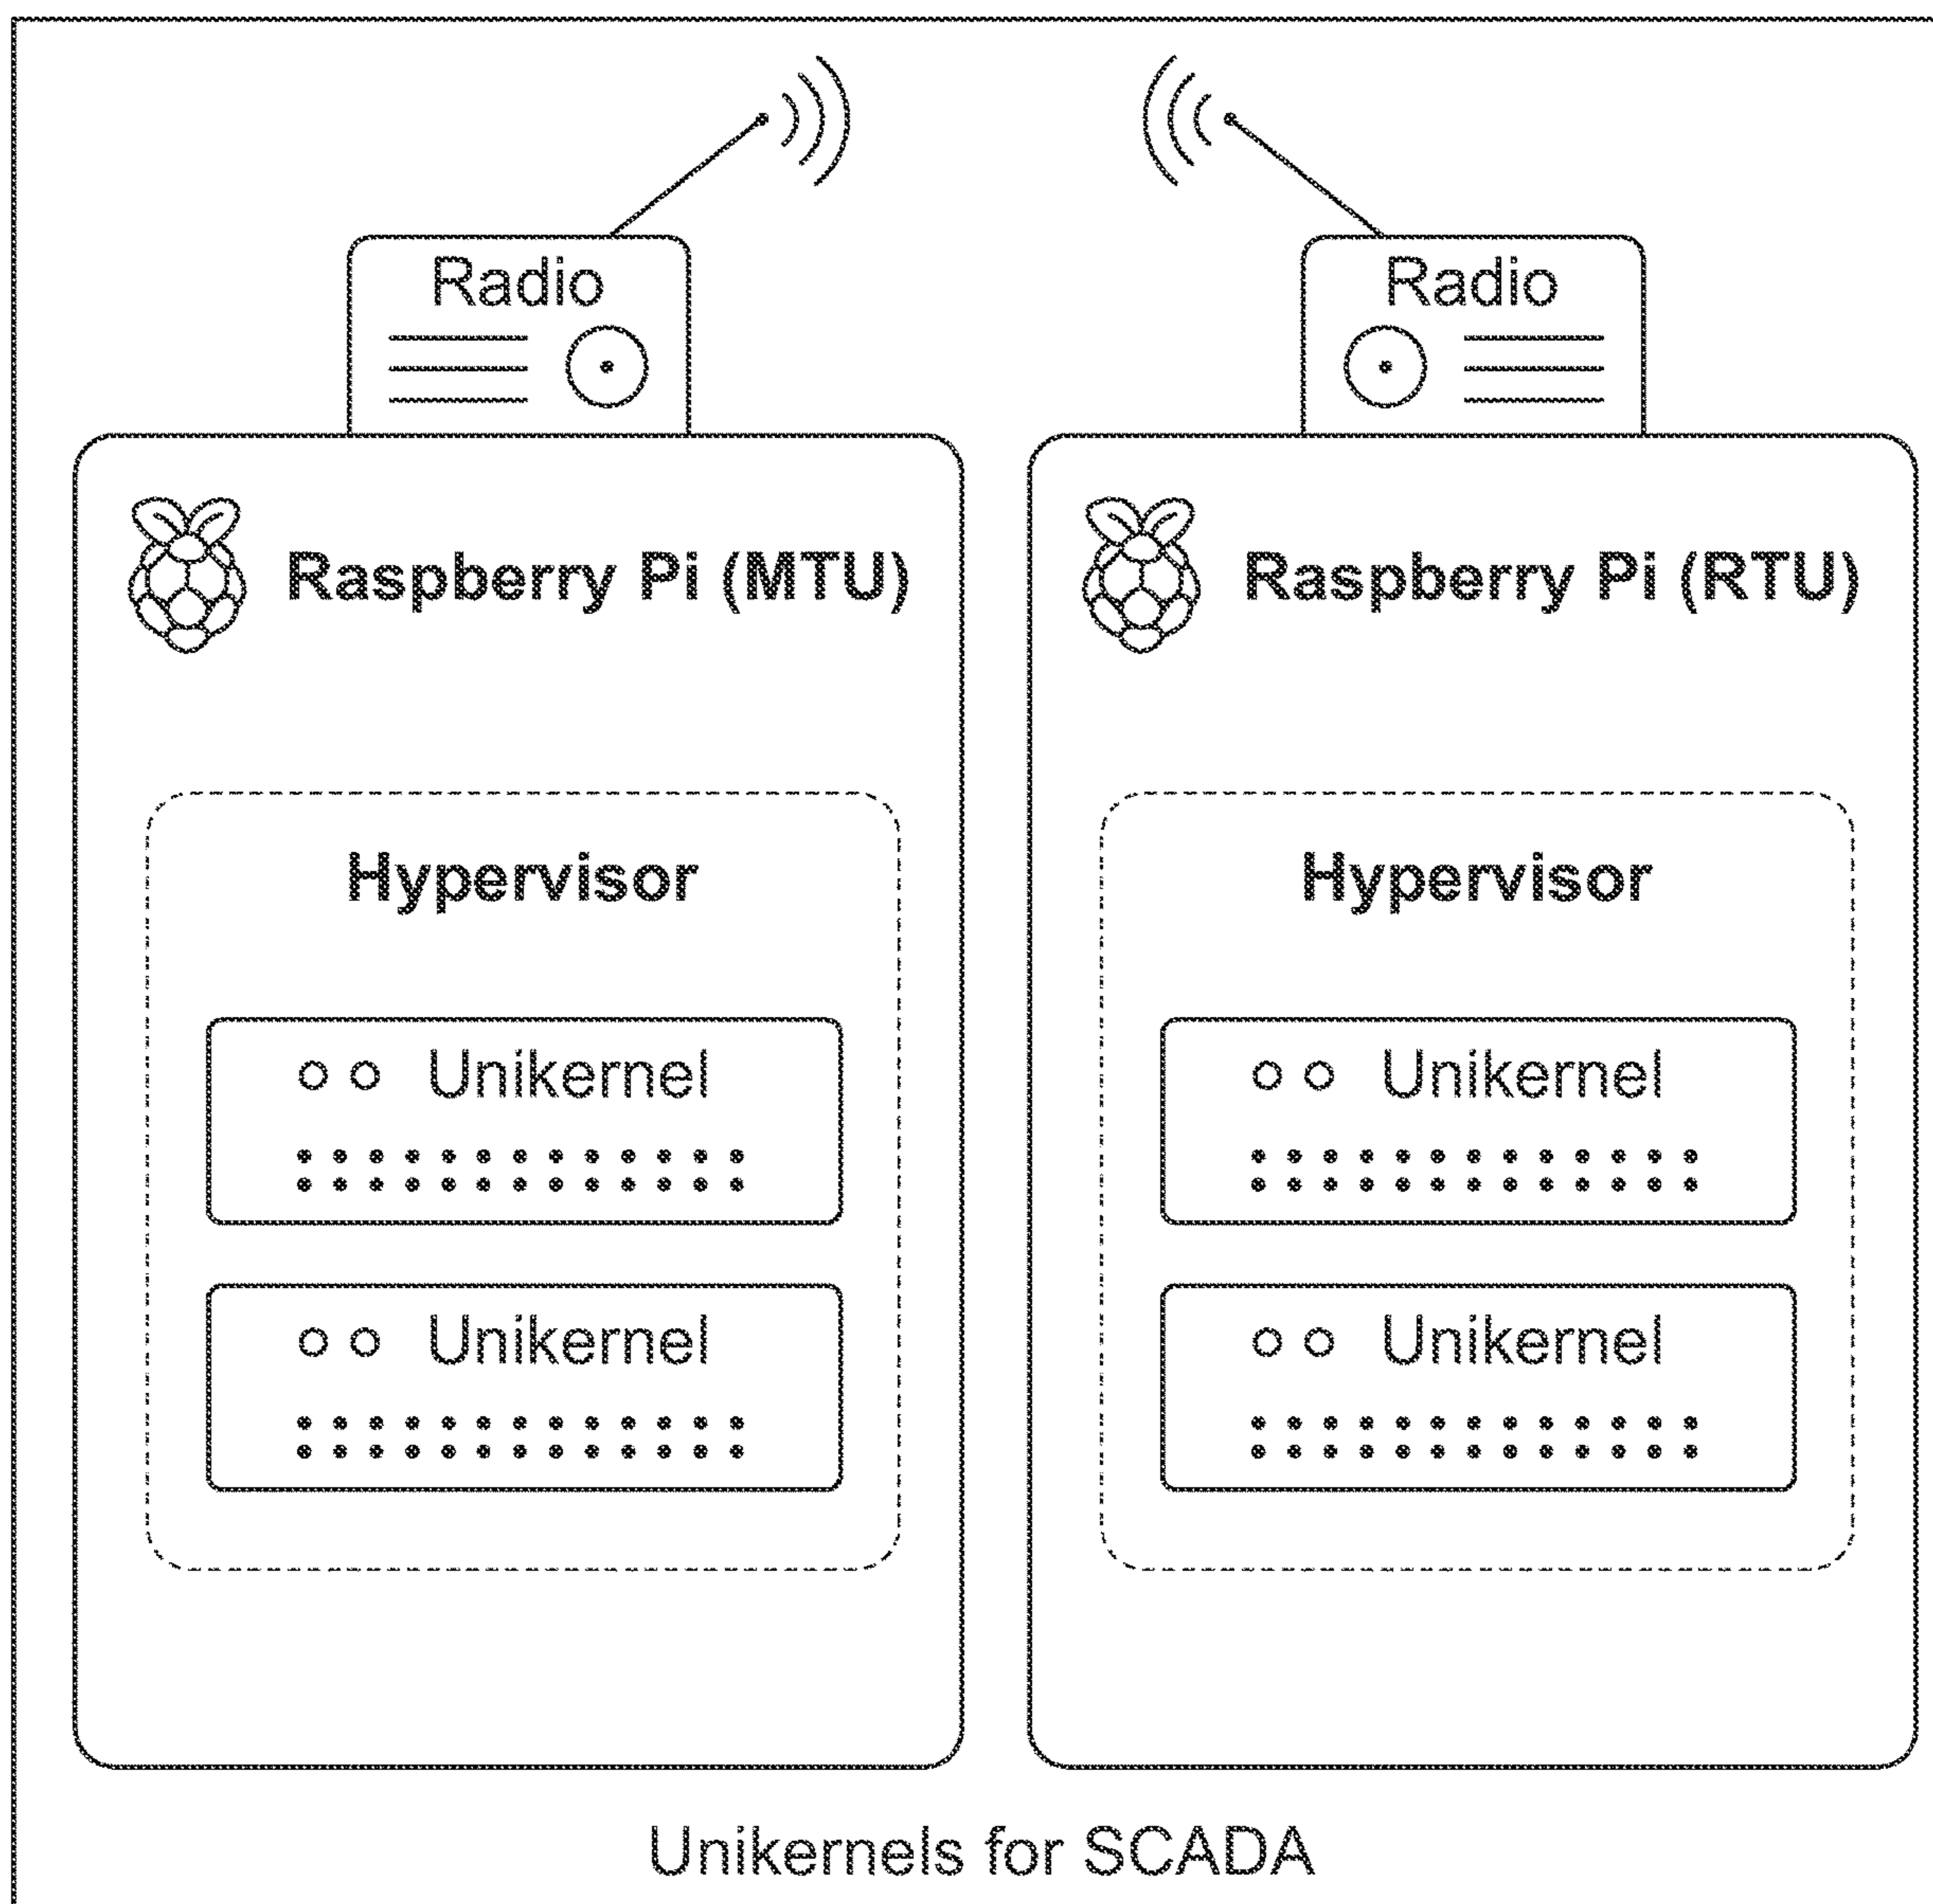 Radio
Radio
Raspberry Pi (MTU)
Raspberry Pi (RTU)
Hypervisor
Hypervisor
Unikernel
Unikernel
Unikernel
Unikernel
Unikernels for SCADA